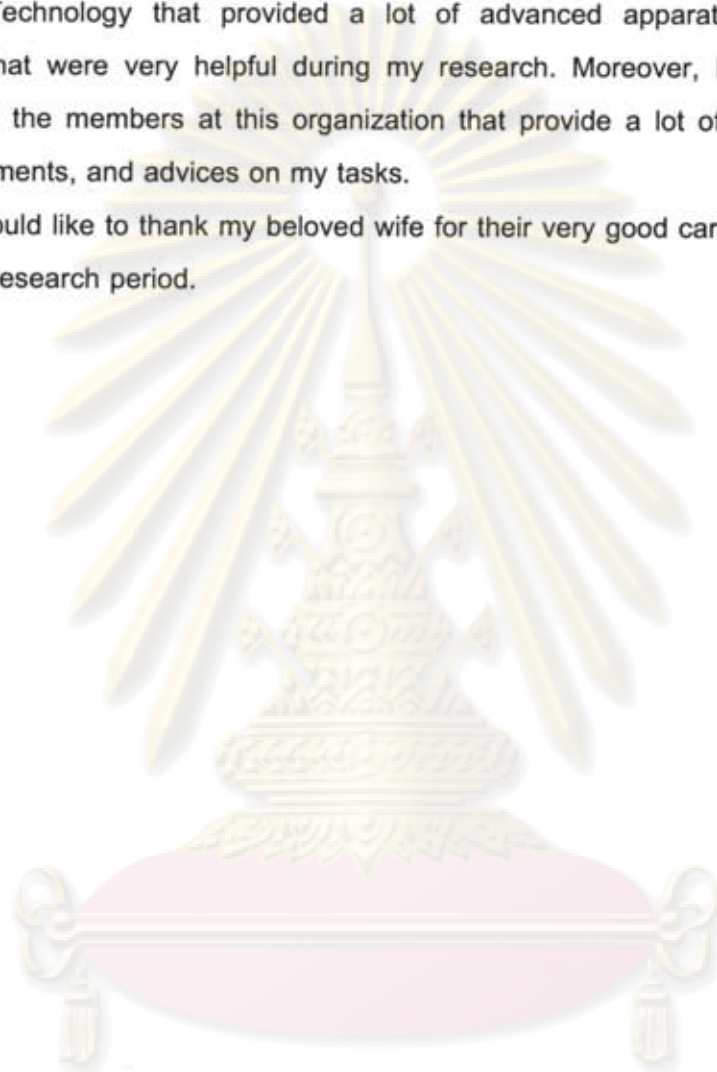 Technology that provided a lot of advanced apparat
hat were very helpful during my research. Moreover,
the members at this organization that provide a lot of
ments, and advices on my tasks.
ould like to thank my beloved wife for their very good car
research period.